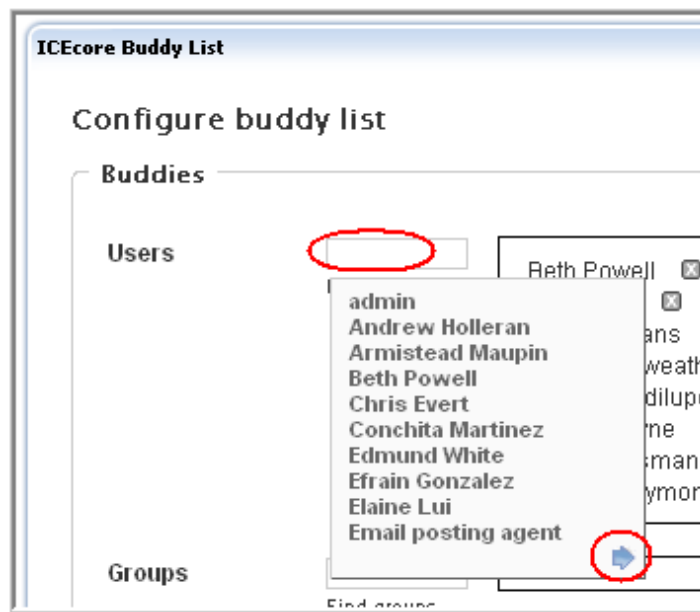 ICEcore Buddy List
Configure buddy list
Buddies
Users
Beth Powell
admin
Andrew Holleran
Armistead Maupin
Beth Powell
Chris Evert
Conchita Martinez
Edmund White
Efrain Gonzalez
Elaine Lui
Email posting agent
Groups
Find groups